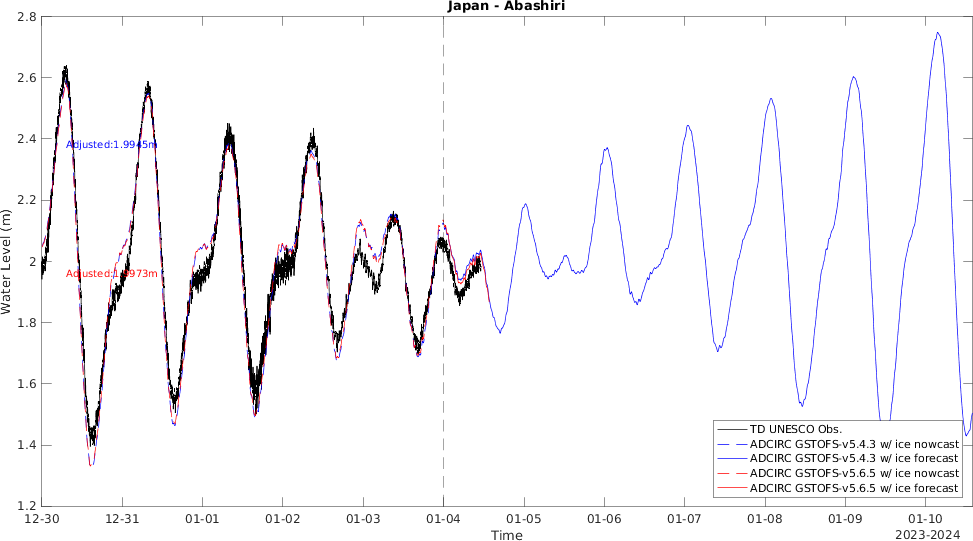 Japan - Abashiri
2.8
2.6
2.4
2.2
2
1.8
1.6
1.4
1.2
Water Level (m)
Adjusted:1.9945m
Adjusted:1.9973m
TD UNESCO Obs.
ADCIRC GSTOFS-v5.4.3 w/ ice nowcast
ADCIRC GSTOFS-v5.4.3 w/ ice forecast
ADCIRC GSTOFS-v5.6.5 w/ ice nowcast
ADCIRC GSTOFS-v5.6.5 w/ ice forecast
12-30 12-31 01-01 01-02 01-03 01-04 01-05 01-06 01-07 01-08 01-09 01-10
Time
2023-2024